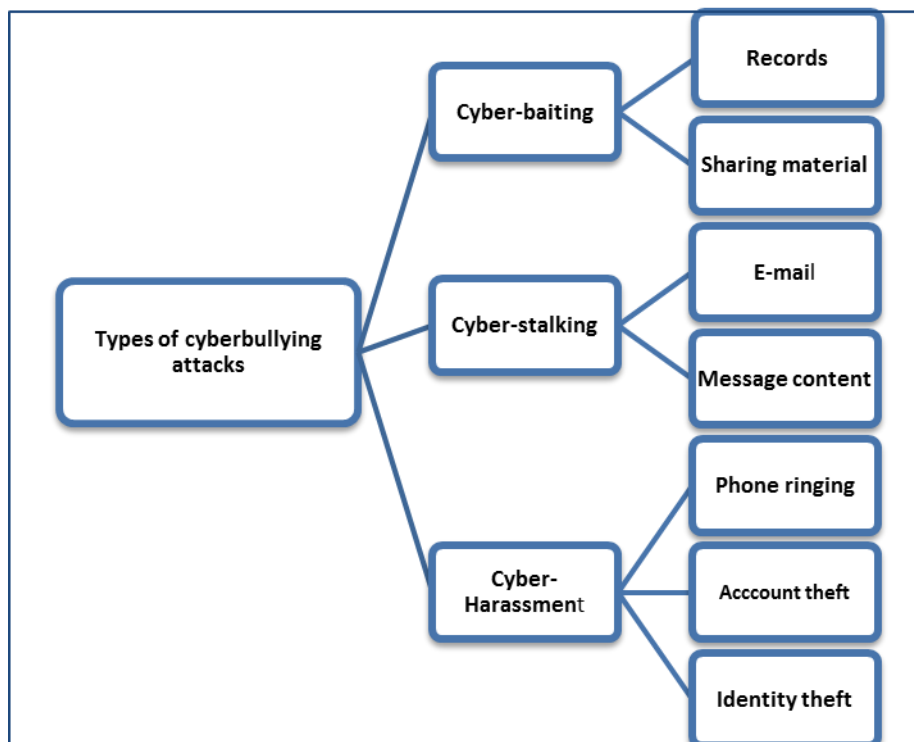 Types of cyberbullying
attacks
Cyber-baiting
Records
Sharing material
Cyber-stalking
E-mail
Message content
Cyber-
Harassment
Phone ringing
Acccount theft
Identity theft